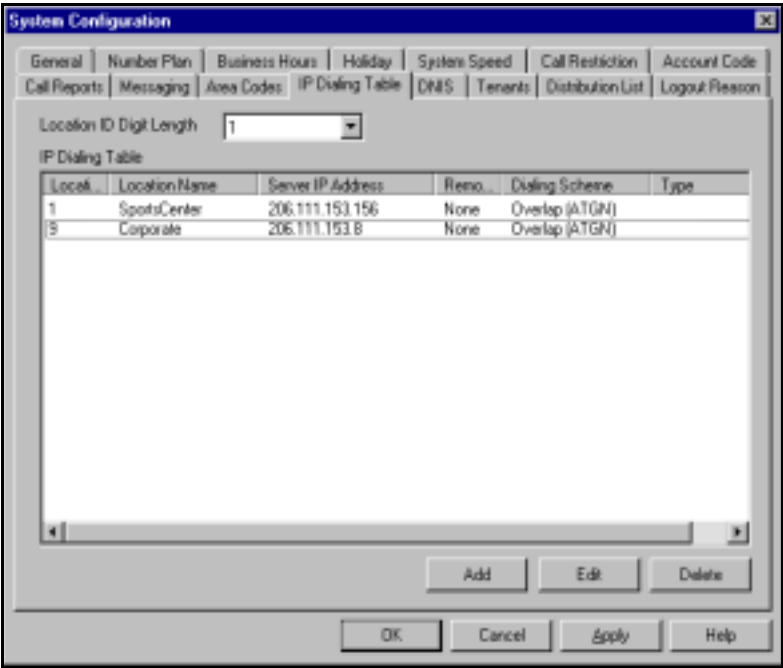 System Configuration
General Number Plan Business Hours Holiday System Speed Call Restriction Account Code
Call Reports Messaging Area Codes IP Dialing Table DNIS Tenants Distribution List Logout Reason
Location ID Digit Length 1
IP Dialing Table
Locati... Location Name Server IP Address Remo... Dialing Scheme Type
1 SportsCenter 206.111.153.156 None Overlap (ATGN)
9 Corporate 206.111.153.8 None Overlap (ATGN)
Add Edit Delete
OK Cancel Apply Help